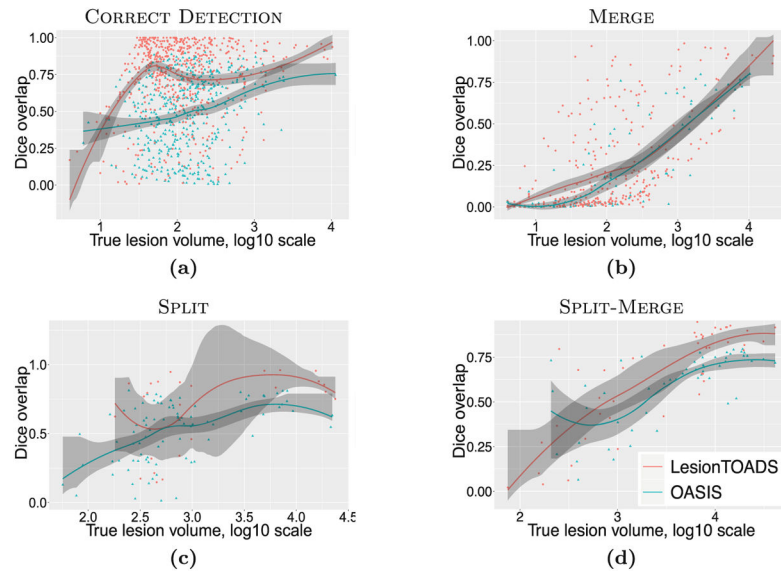 CORRECT DETECTION
MERGE
1.00
0.75
0.50
0.25
0.00
Dice overlap
1 2 3 4
True lesion volume, log10 scale
(a)
1.00
0.75
0.50
0.25
0.00
Dice overlap
1 2 3 4
True lesion volume, log10 scale
(b)
SPLIT
SPLIT-MERGE
1.0
0.5
0.0
Dice overlap
2.0 2.5 3.0 3.5 4.0 4.5
True lesion volume, log10 scale
(c)
0.75
0.50
0.25
0.00
Dice overlap
LesionTOADS
OASIS
2 3 4
True lesion volume, log10 scale
(d)